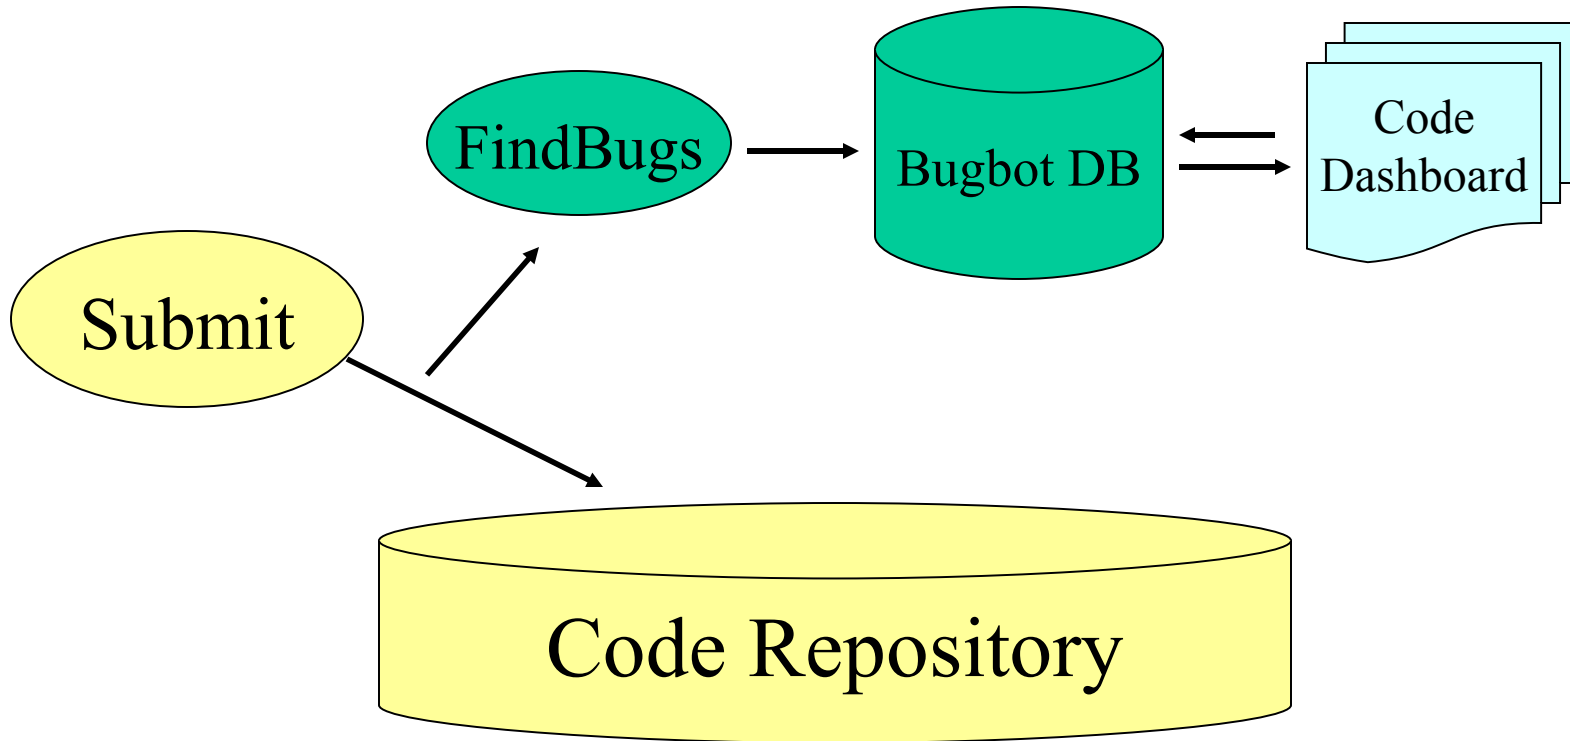 FindBugs
Bugbot DB
Code
Dashboard
Submit
Code Repository